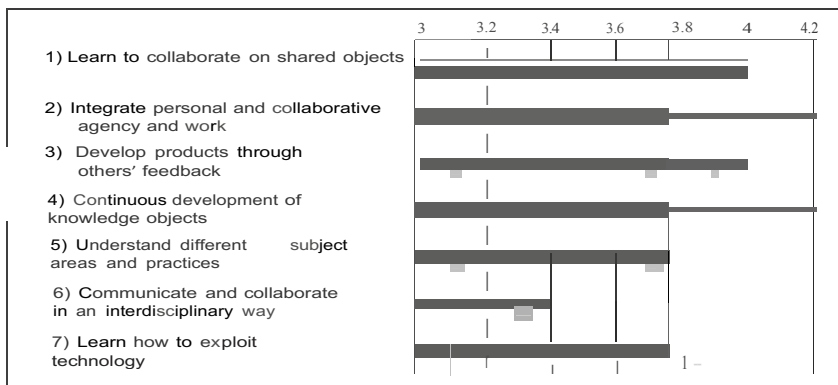 3 3.2 3.4 3.6 3.8 4 4.2
1) Learn to collaborate on shared objects
2) Integrate personal and collaborative
agency and work
3) Develop products through
others' feedback
4) Continuous development of
knowledge objects
5) Understand different subject
areas and practices
6) Communicate and collaborate
in an interdisciplinary way
7) Learn how to exploit
technology